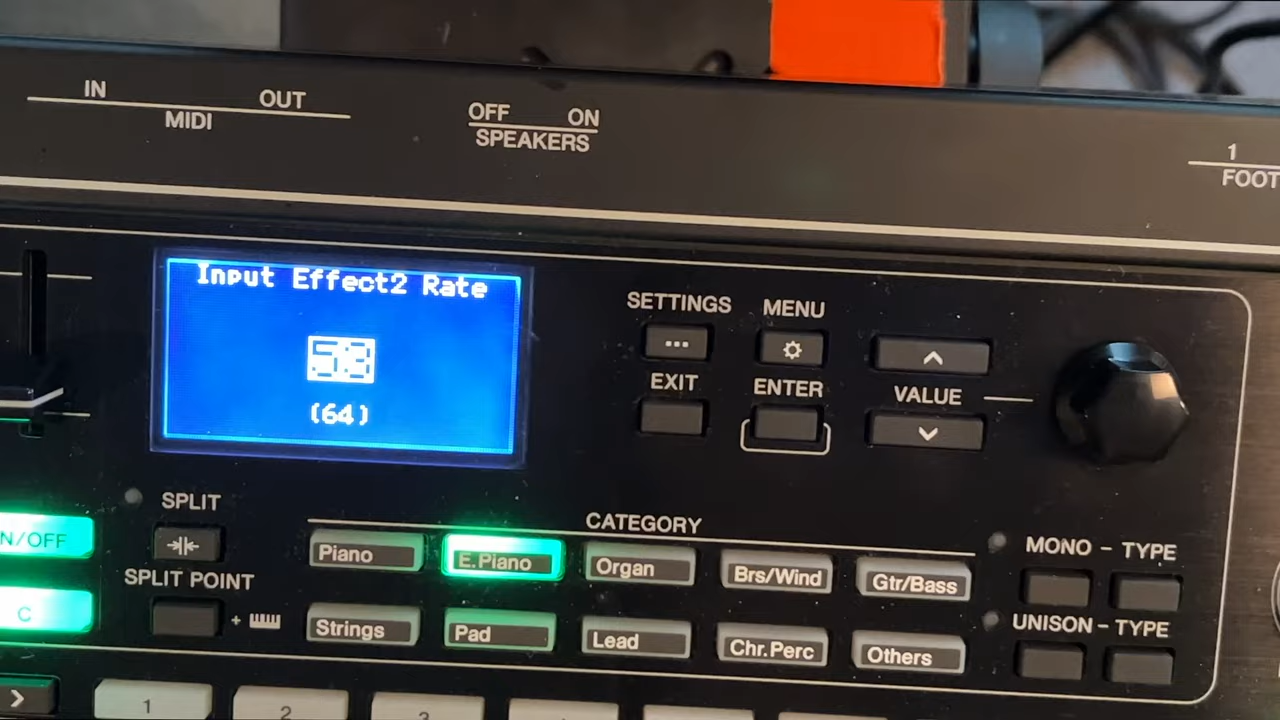 IN OUT
MIDI
OFF ON
SPEAKERS
1
FOOT
Input Effect2 Rate
53
(64)
SETTINGS MENU
EXIT ENTER
VALUE
SPLIT
SPLIT POINT
N/OFF
C
CATEGORY
Piano E.Piano Organ Brs/Wind Gtr/Bass
Strings Pad Lead Chr.Perc Others
MONO - TYPE
UNISON - TYPE
1 2 3